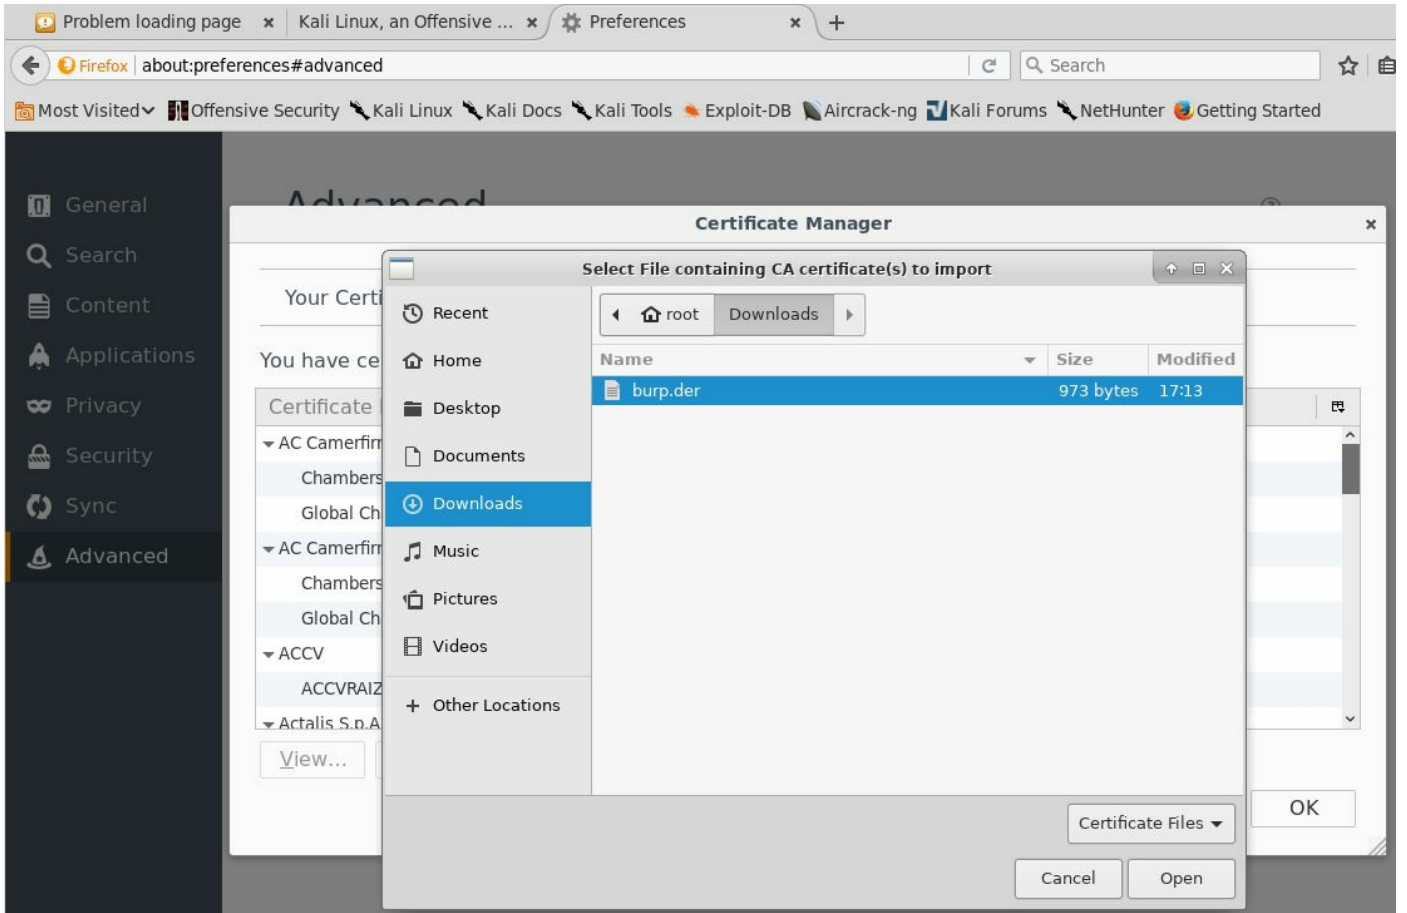 Problem loading page × Kali Linux, an Offensive ... × Preferences × +
Firefox about:preferences#advanced Search
Most Visited Offensive Security Kali Linux Kali Docs Kali Tools Exploit-DB Aircrack-ng Kali Forums NetHunter Getting Started
General
Search
Content
Applications
Privacy
Security
Sync
Advanced
Advanced
Certificate Manager ×
Your Certi
You have ce
Certificate
AC Camerfirm
Chambers
Global Ch
AC Camerfirm
Chambers
Global Ch
ACCV
ACCVRAIZ
Actalis S.p.A
View...
OK
Select File containing CA certificate(s) to import
Recent
Home
Desktop
Documents
Downloads
Music
Pictures
Videos
+ Other Locations
root Downloads
Name Size Modified
burp.der 973 bytes 17:13
Certificate Files
Cancel Open